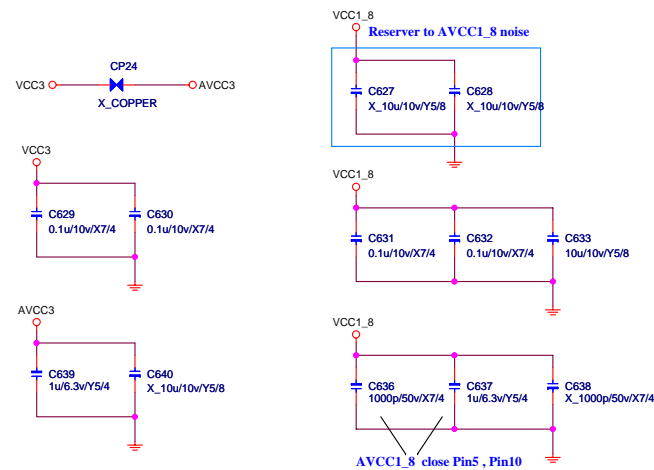 VCC1_8
Reserver to AVCC1_8 noise
CP24
VCC3
AVCC3
X_COPPER
C627
X_10u/10v/Y5/8
C628
X_10u/10v/Y5/8
VCC3
C629
0.1u/10v/X7/4
C630
0.1u/10v/X7/4
VCC1_8
C631
0.1u/10v/X7/4
C632
0.1u/10v/X7/4
C633
10u/10v/Y5/8
AVCC3
C639
1u/6.3v/Y5/4
C640
X_10u/10v/Y5/8
VCC1_8
C636
1000p/50v/X7/4
C637
1u/6.3v/Y5/4
C638
X_1000p/50v/X7/4
AVCC1_8 close Pin5 , Pin10